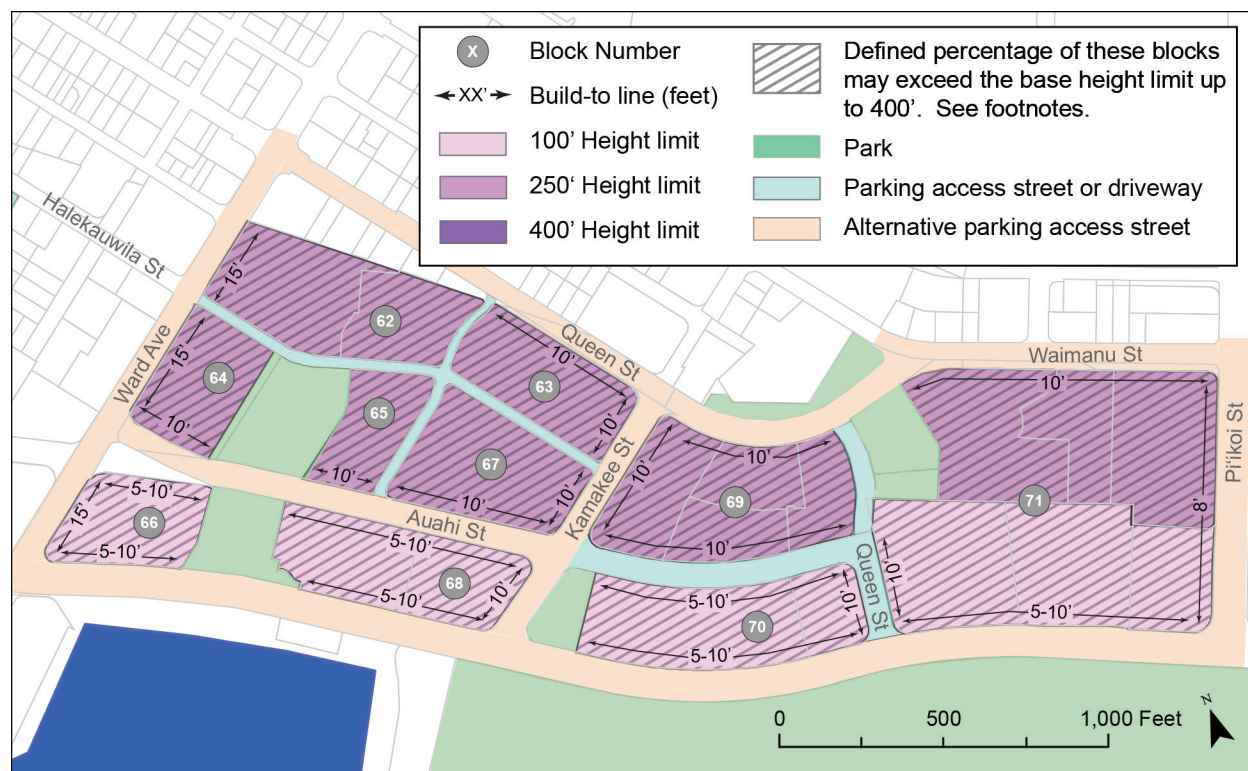 X Block Number
XX' Build-to line (feet)
100' Height limit
250‘ Height limit
400’ Height limit
Defined percentage of these blocks
may exceed the base height limit up
to 400’.  See footnotes.
Park
Parking access street or driveway
Alternative parking access street
Halekauwila St
Ward Ave
Queen St
Waimanu St
Pi‘ikoi St
Kamakee St
Auahi St
Queen St
15'
62
15'
64
10'
65
10'
63
10'
10'
67
10'
10'
5-10'
15'
66
5-10'
5-10'
68
10'
5-10'
10'
10'
69
10'
5-10'
10'
70
5-10'
10'
71
8'
10'
5-10'
0 500 1,000 Feet
N